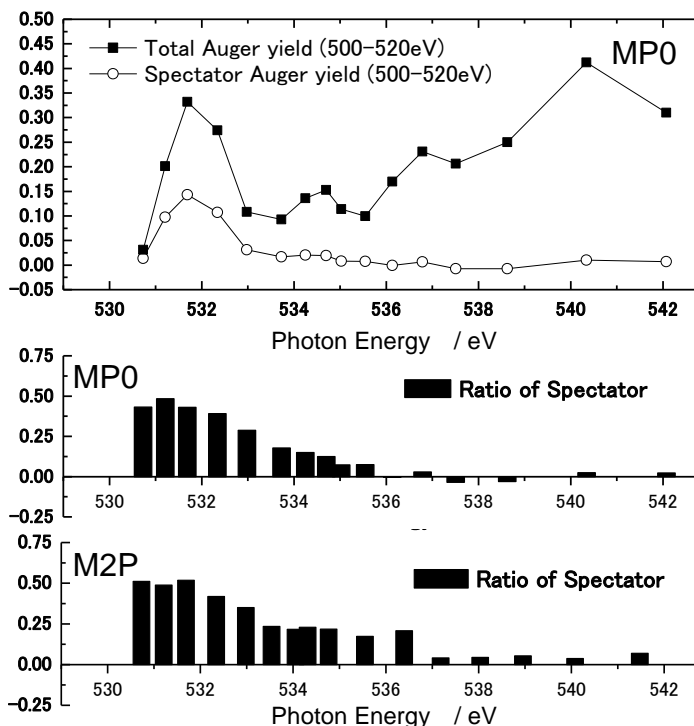 0.50
0.45
0.40
0.35
0.30
0.25
0.20
0.15
0.10
0.05
0.00
-0.05
Total Auger yield (500-520eV)
Spectator Auger yield (500-520eV)
MP0
530 532 534 536 538 540 542
Photon Energy / eV
0.75
0.50
0.25
0.00
-0.25
MP0
Ratio of Spectator
530 532 534 536 538 540 542
0.75
0.50
0.25
0.00
-0.25
M2P
Ratio of Spectator
530 532 534 536 538 540 542
Photon Energy / eV